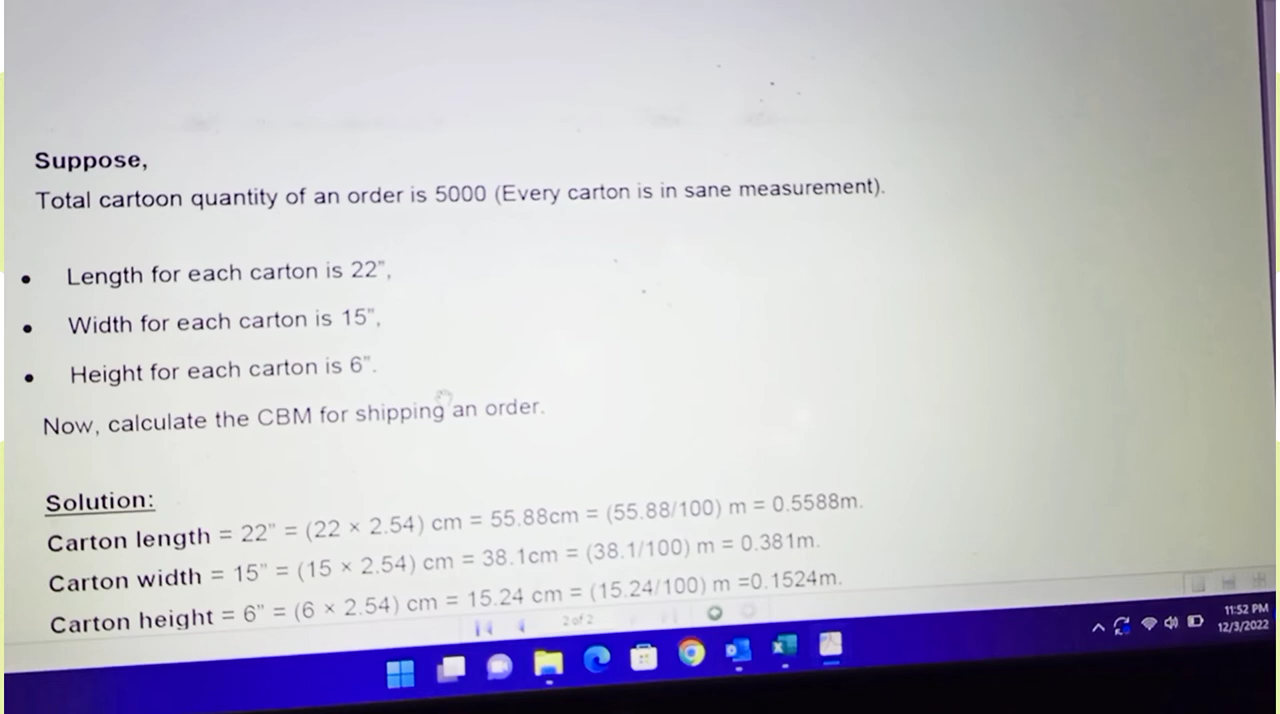 Suppose,
Total cartoon quantity of an order is 5000 (Every carton is in sane measurement).
• Length for each carton is 22”,
• Width for each carton is 15”,
• Height for each carton is 6”.
Now, calculate the CBM for shipping an order.
Solution:
Carton length = 22” = (22 × 2.54) cm = 55.88cm = (55.88/100) m = 0.5588m.
Carton width = 15” = (15 × 2.54) cm = 38.1cm = (38.1/100) m = 0.381m.
Carton height = 6” = (6 × 2.54) cm = 15.24 cm = (15.24/100) m =0.1524m.
2 of 2
11:52 PM
12/3/2022